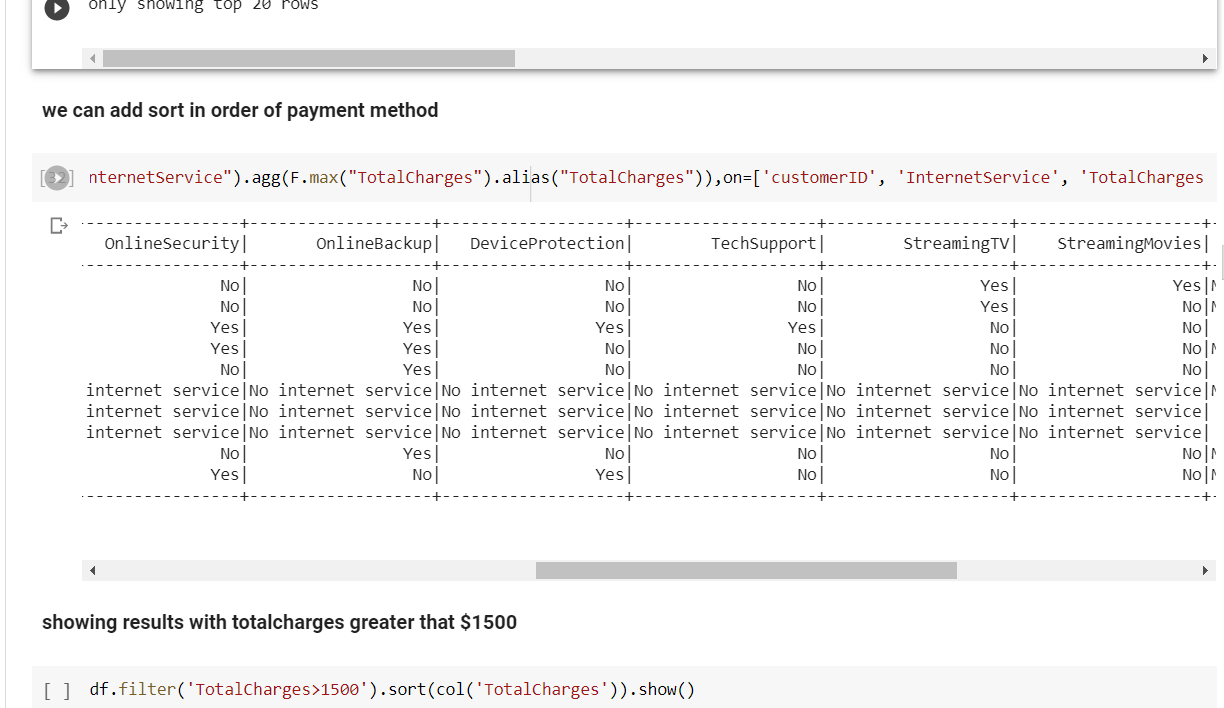 only showing top 20 rows
we can add sort in order of payment method
[32] nternetService").agg(F.max("TotalCharges").alias("TotalCharges")),on=['customerID', 'InternetService', 'TotalCharges
-----------------+--------------------+-------------------+-------------------+-------------------+-------------------+-
OnlineSecurity| OnlineBackup| DeviceProtection| TechSupport| StreamingTV| StreamingMovies|
-----------------+--------------------+-------------------+-------------------+-------------------+-------------------+-
No| No| No| No| Yes| Yes|
No| No| No| No| Yes| No|
Yes| Yes| Yes| Yes| No| No|
Yes| Yes| No| No| No| No|
No| Yes| No| No| No| No|
internet service|No internet service|No internet service|No internet service|No internet service|No internet service|
internet service|No internet service|No internet service|No internet service|No internet service|No internet service|
internet service|No internet service|No internet service|No internet service|No internet service|No internet service|
No| Yes| No| No| No| No|
Yes| No| Yes| No| No| No|
-----------------+--------------------+-------------------+-------------------+-------------------+-------------------+-
showing results with totalcharges greater that $1500
[ ] df.filter('TotalCharges>1500').sort(col('TotalCharges')).show()